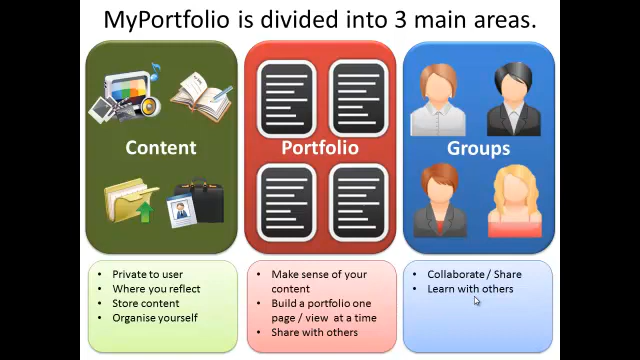 MyPortfolio is divided into 3 main areas.
Content
Portfolio
Groups
• Private to user
• Where you reflect
• Store content
• Organise yourself
• Make sense of your
content
• Build a portfolio one
page / view at a time
• Share with others
• Collaborate / Share
• Learn with others